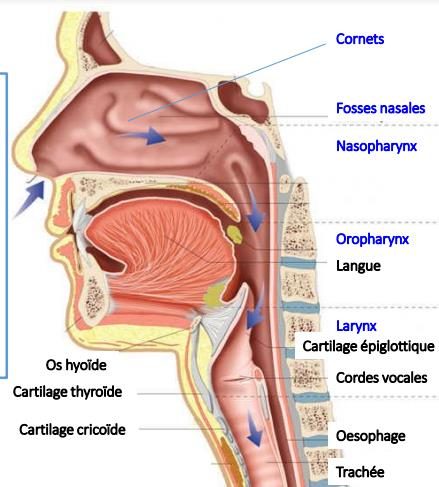 Cornets
Fosses nasales
Nasopharynx
Oropharynx
Langue
Larynx
Cartilage épiglottique
Os hyoïde
Cordes vocales
Cartilage thyroïde
Cartilage cricoïde
Oesophage
Trachée